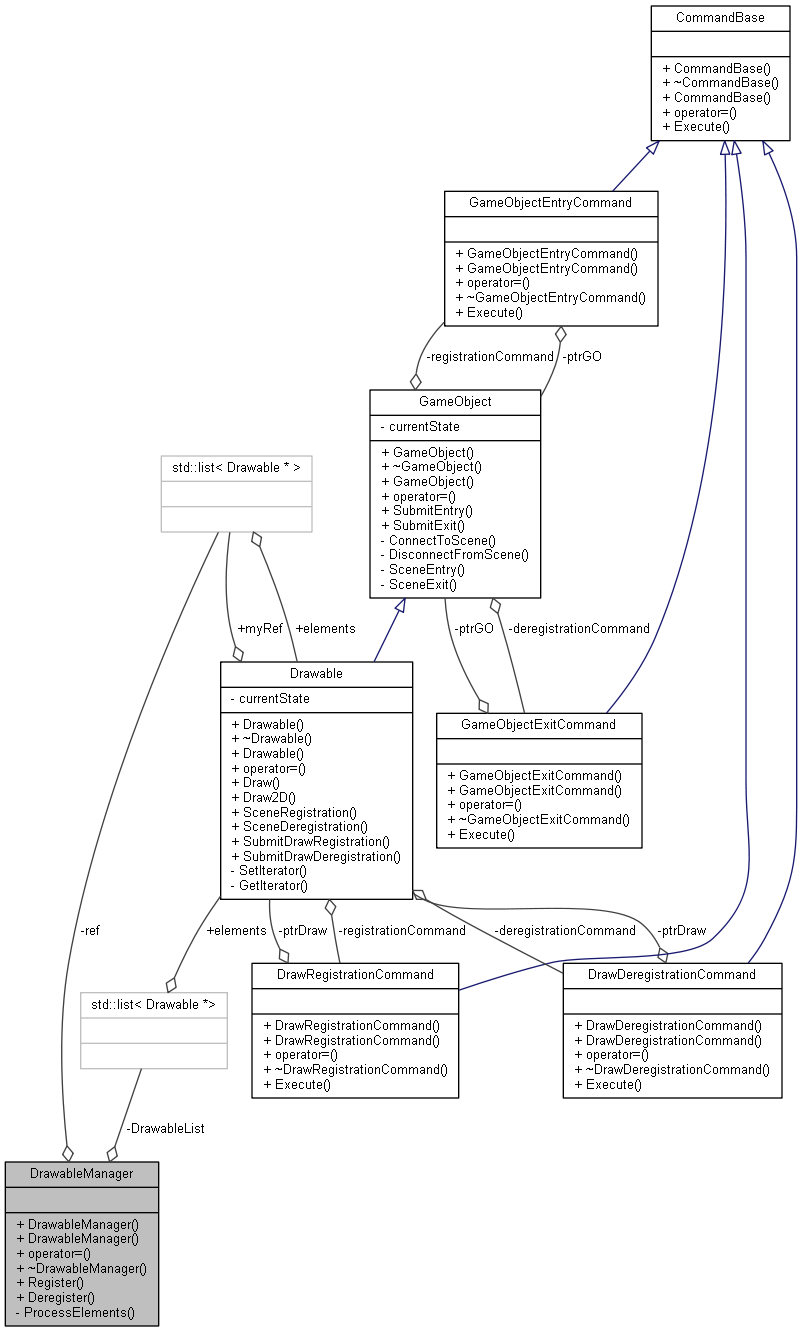 CommandBase
+ CommandBase()
+ ~CommandBase()
+ CommandBase()
+ operator=()
+ Execute()
GameObjectEntryCommand
+ GameObjectEntryCommand()
+ GameObjectEntryCommand()
+ operator=()
+ ~GameObjectEntryCommand()
+ Execute()
-registrationCommand
-ptrGO
GameObject
- currentState
+ GameObject()
+ ~GameObject()
+ GameObject()
+ operator=()
+ SubmitEntry()
+ SubmitExit()
- ConnectToScene()
- DisconnectFromScene()
- SceneEntry()
- SceneExit()
std::list< Drawable * >
+myRef
+elements
-ptrGO
-deregistrationCommand
Drawable
- currentState
+ Drawable()
+ ~Drawable()
+ Drawable()
+ operator=()
+ Draw()
+ Draw2D()
+ SceneRegistration()
+ SceneDeregistration()
+ SubmitDrawRegistration()
+ SubmitDrawDeregistration()
- SetIterator()
- GetIterator()
GameObjectExitCommand
+ GameObjectExitCommand()
+ GameObjectExitCommand()
+ operator=()
+ ~GameObjectExitCommand()
+ Execute()
-ref
+elements
-ptrDraw
-registrationCommand
-deregistrationCommand
-ptrDraw
std::list< Drawable *>
DrawRegistrationCommand
+ DrawRegistrationCommand()
+ DrawRegistrationCommand()
+ operator=()
+ ~DrawRegistrationCommand()
+ Execute()
DrawDeregistrationCommand
+ DrawDeregistrationCommand()
+ DrawDeregistrationCommand()
+ operator=()
+ ~DrawDeregistrationCommand()
+ Execute()
-DrawableList
DrawableManager
+ DrawableManager()
+ DrawableManager()
+ operator=()
+ ~DrawableManager()
+ Register()
+ Deregister()
- ProcessElements()